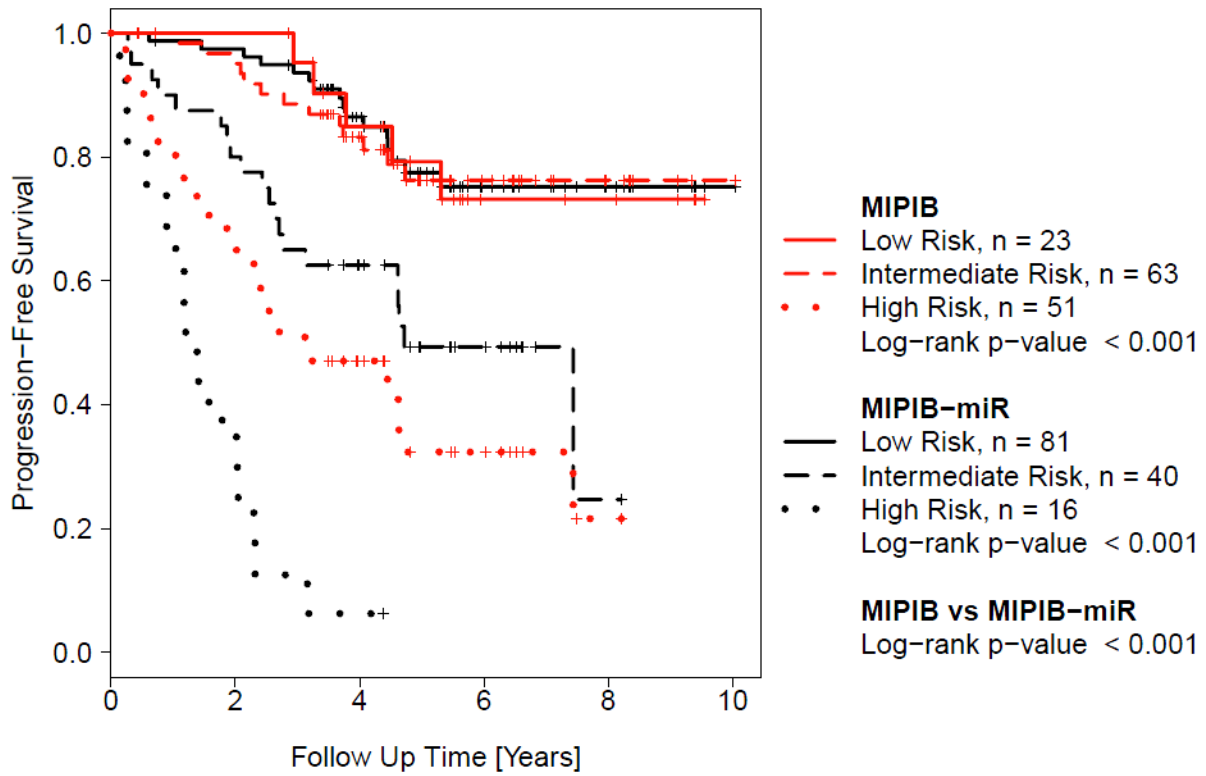 Progression−Free Survival
1.0
0.8
0.6
0.4
0.2
0.0
0 2 4 6 8 10
Follow Up Time [Years]
MIPIB
Low Risk, n = 23
Intermediate Risk, n = 63
High Risk, n = 51
Log−rank p−value < 0.001
MIPIB−miR
Low Risk, n = 81
Intermediate Risk, n = 40
High Risk, n = 16
Log−rank p−value < 0.001
MIPIB vs MIPIB−miR
Log−rank p−value < 0.001